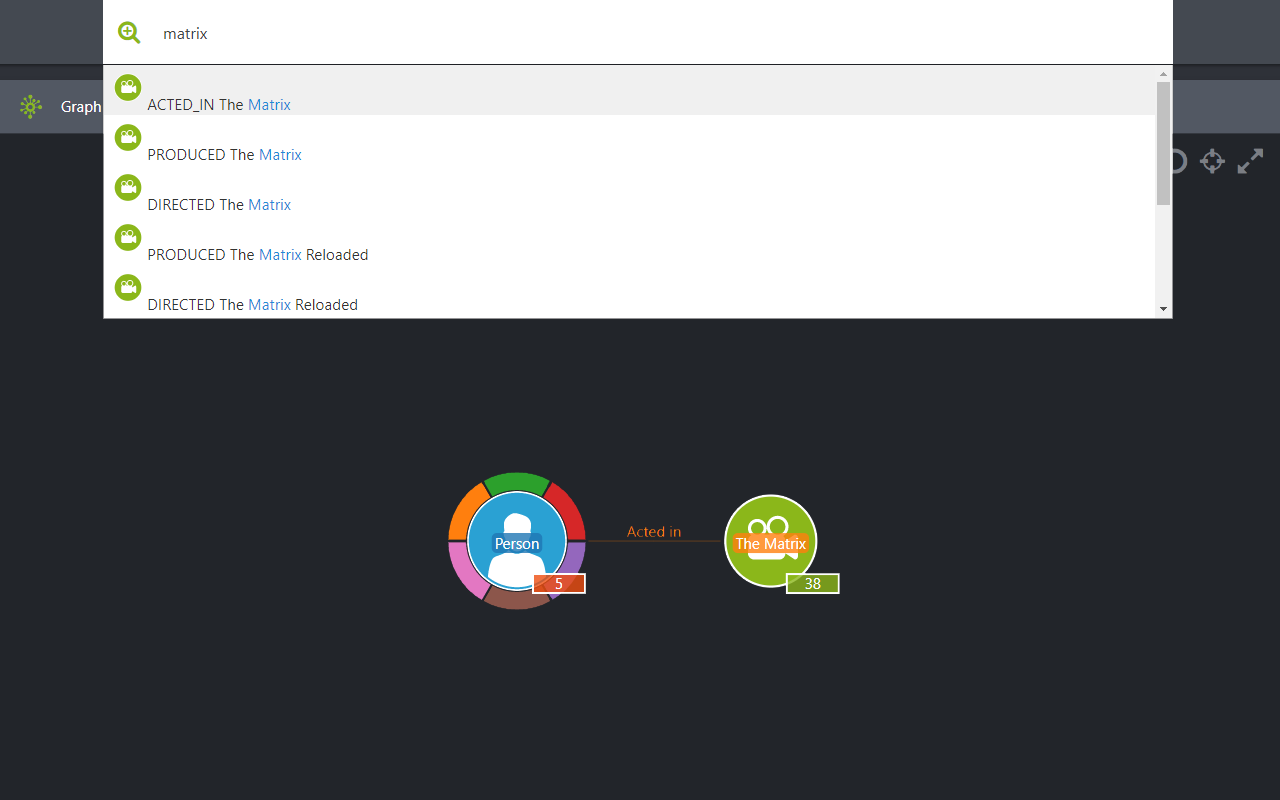 matrix
ACTED_IN The Matrix
PRODUCED The Matrix
DIRECTED The Matrix
PRODUCED The Matrix Reloaded
DIRECTED The Matrix Reloaded
Graph
Acted in
Person
The Matrix
5
38